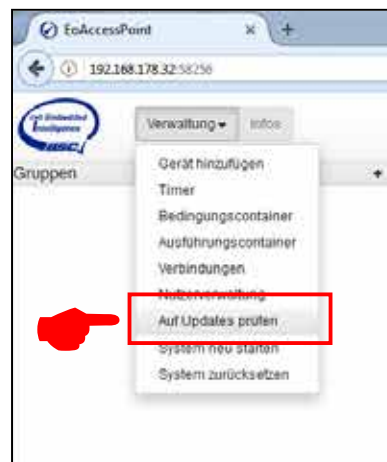 EoAccessPoint
192.168.178.32:58256
Verwaltung
Infos
Gruppen
Gerät hinzufügen
Timer
Bedingungscontainer
Ausführungscontainer
Verbindungen
Nutzerverwaltung
Auf Updates prüfen
System neu starten
System zurücksetzen